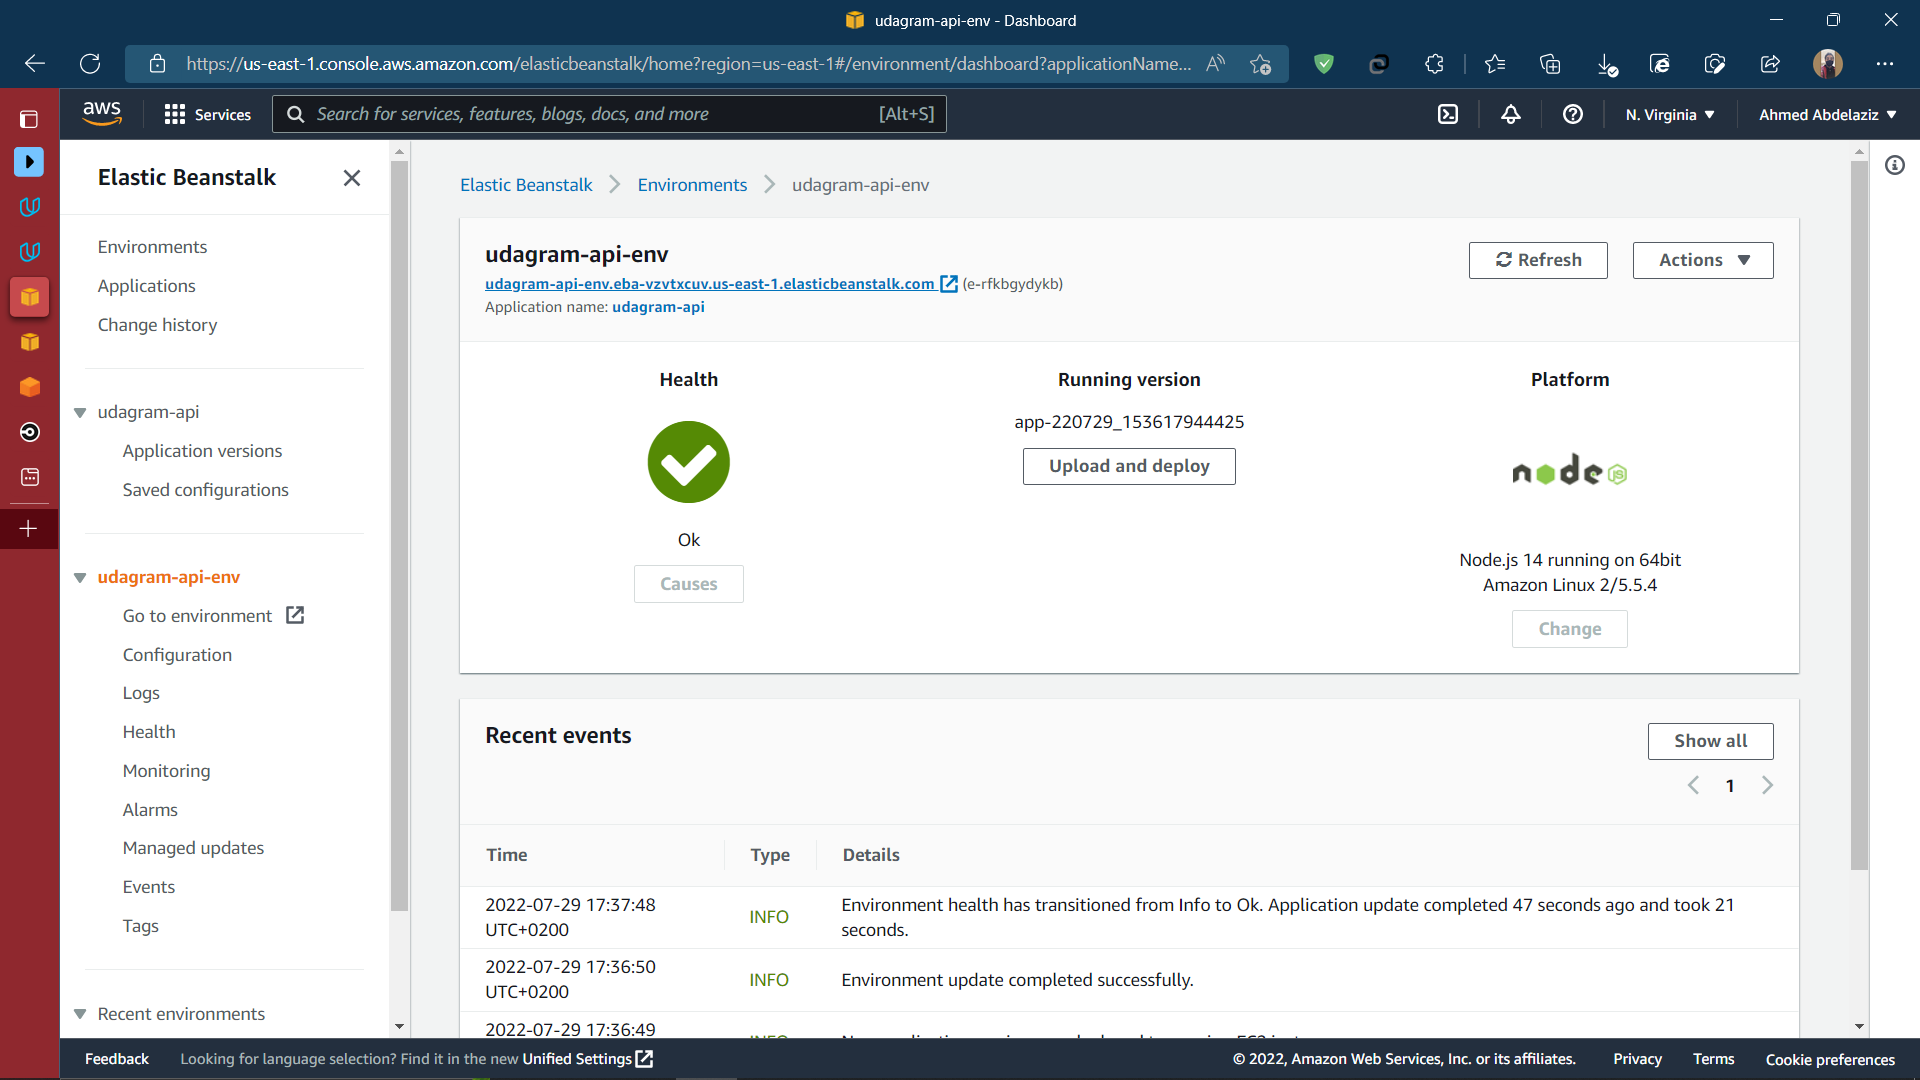 udagram-api-env - Dashboard
https://us-east-1.console.aws.amazon.com/elasticbeanstalk/home?region=us-east-1#/environment/dashboard?applicationName...
aws
Services
Search for services, features, blogs, docs, and more
[Alt+S]
N. Virginia
Ahmed Abdelaziz
Elastic Beanstalk
Environments
Applications
Change history
udagram-api
Application versions
Saved configurations
udagram-api-env
Go to environment
Configuration
Logs
Health
Monitoring
Alarms
Managed updates
Events
Tags
Recent environments
Elastic Beanstalk
Environments
udagram-api-env
udagram-api-env
udagram-api-env.eba-vzvtxcuv.us-east-1.elasticbeanstalk.com (e-rfkbgydykb)
Application name: udagram-api
Refresh
Actions
Health
Ok
Causes
Running version
app-220729_153617944425
Upload and deploy
Platform
node JS
Node.js 14 running on 64bit
Amazon Linux 2/5.5.4
Change
Recent events
Show all
1
Time
Type
Details
2022-07-29 17:37:48
UTC+0200
INFO
Environment health has transitioned from Info to Ok. Application update completed 47 seconds ago and took 21
seconds.
2022-07-29 17:36:50
UTC+0200
INFO
Environment update completed successfully.
2022-07-29 17:36:49
Feedback
Looking for language selection? Find it in the new Unified Settings
© 2022, Amazon Web Services, Inc. or its affiliates.
Privacy
Terms
Cookie preferences